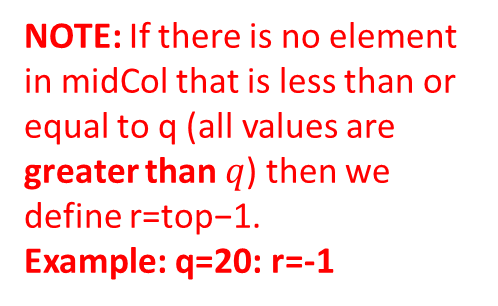 NOTE: If there is no element
in midCol that is less than or
equal to q (all values are
greater than q) then we
define r=top−1.
Example: q=20: r=-1